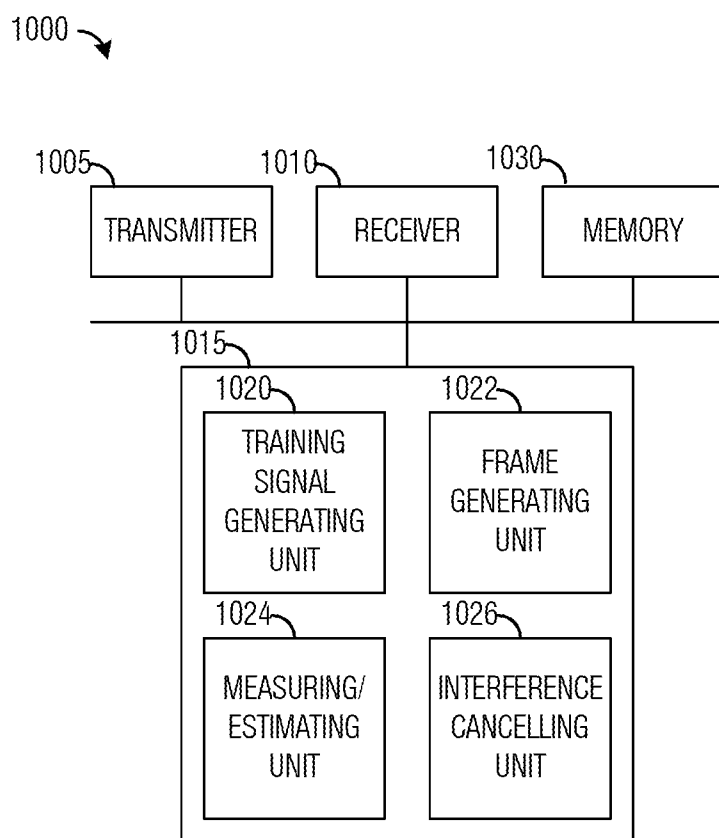 1000
1005
1010
1030
TRANSMITTER
RECEIVER
MEMORY
1015
1020
1022
TRAINING
SIGNAL
GENERATING
UNIT
FRAME
GENERATING
UNIT
1024
1026
MEASURING/
ESTIMATING
UNIT
INTERFERENCE
CANCELLING
UNIT